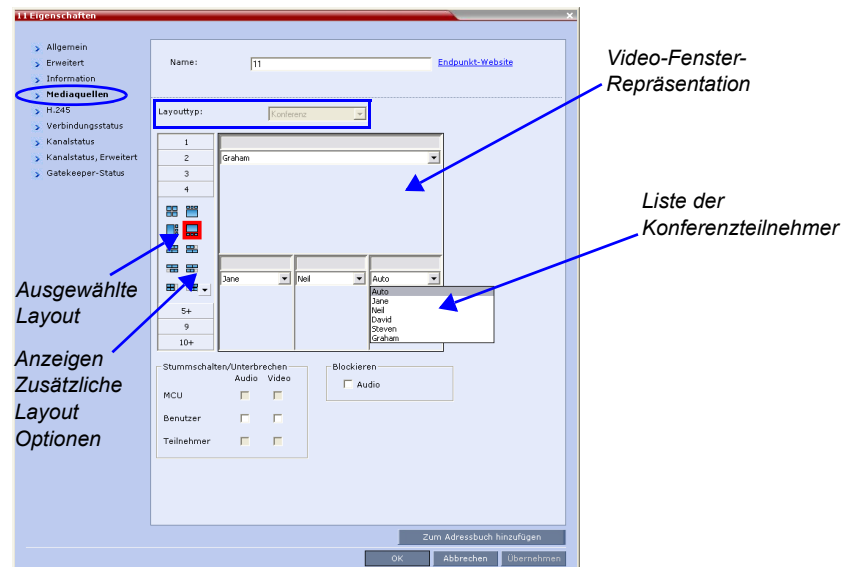 11 Eigenschaften
x
Allgemein
Erweitert
Information
Mediaquellen
H.245
Verbindungsstatus
Kanalstatus
Kanalstatus, Erweitert
Gatekeeper-Status
Name:
11
Endpunkt-Website
Layouttyp:
Konferenz
1
2
3
4
5+
9
10+
Graham
Jane
Neil
Auto
Auto
Jane
Neil
David
Steven
Graham
Stummschalten/Unterbrechen
Audio Video
MCU
Benutzer
Teilnehmer
Blockieren
Audio
Zum Adressbuch hinzufügen
OK
Abbrechen
Übernehmen
Video-Fenster-
Repräsentation
Liste der
Konferenzteilnehmer
Ausgewählte
Layout
Anzeigen
Zusätzliche
Layout
Optionen